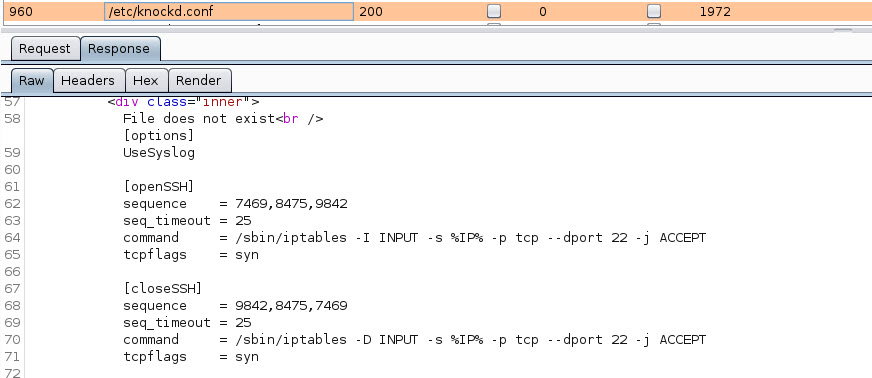 960 /etc/knockd.conf 200 0 1972
Request Response
Raw Headers Hex Render
57 <div class="inner">
58 File does not exist<br />
[options]
59 UseSyslog
60
61 [openSSH]
62 sequence = 7469,8475,9842
63 seq_timeout = 25
64 command = /sbin/iptables -I INPUT -s %IP% -p tcp --dport 22 -j ACCEPT
65 tcpflags = syn
66
67 [closeSSH]
68 sequence = 9842,8475,7469
69 seq_timeout = 25
70 command = /sbin/iptables -D INPUT -s %IP% -p tcp --dport 22 -j ACCEPT
71 tcpflags = syn
72